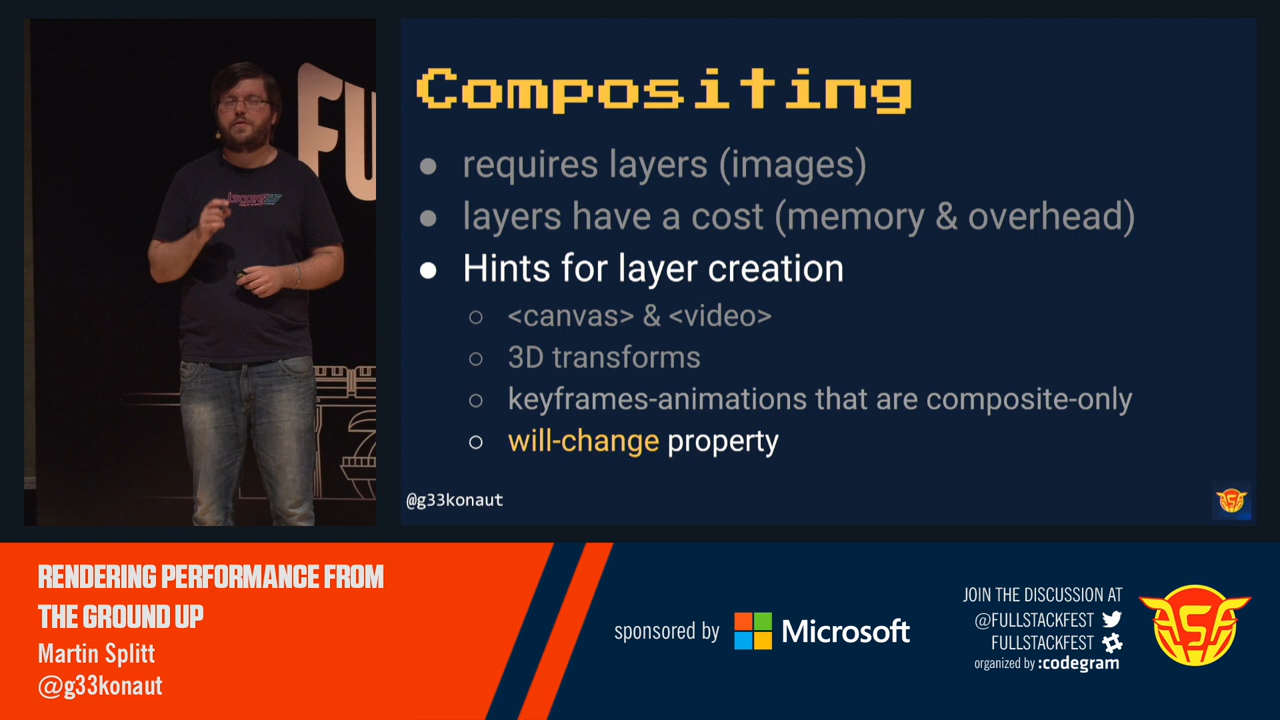 FU
Compositing
● requires layers (images)
● layers have a cost (memory & overhead)
● Hints for layer creation
○ <canvas> & <video>
○ 3D transforms
○ keyframes-animations that are composite-only
○ will-change property
@g33konaut
RENDERING PERFORMANCE FROM
THE GROUND UP
Martin Splitt
@g33konaut
sponsored by Microsoft
JOIN THE DISCUSSION AT
@FULLSTACKFEST
FULLSTACKFEST
organized by :codegram